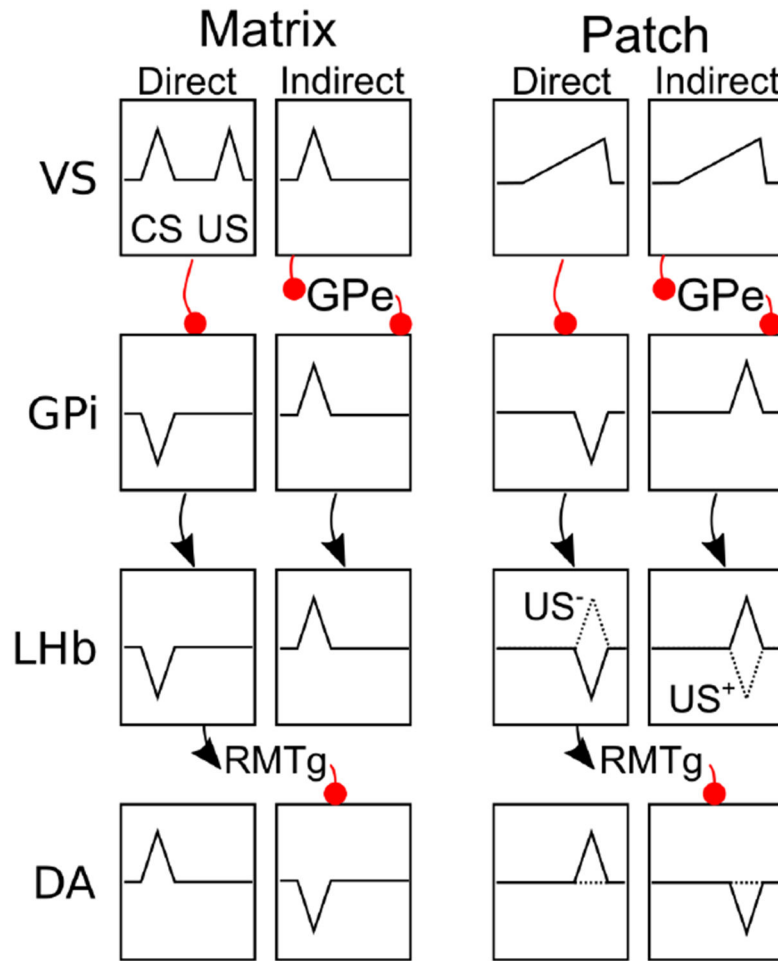 Matrix Patch
Direct Indirect Direct Indirect
VS
CS US
GPe GPe
GPi
LHb
US⁻
US⁺
RMTg RMTg
DA